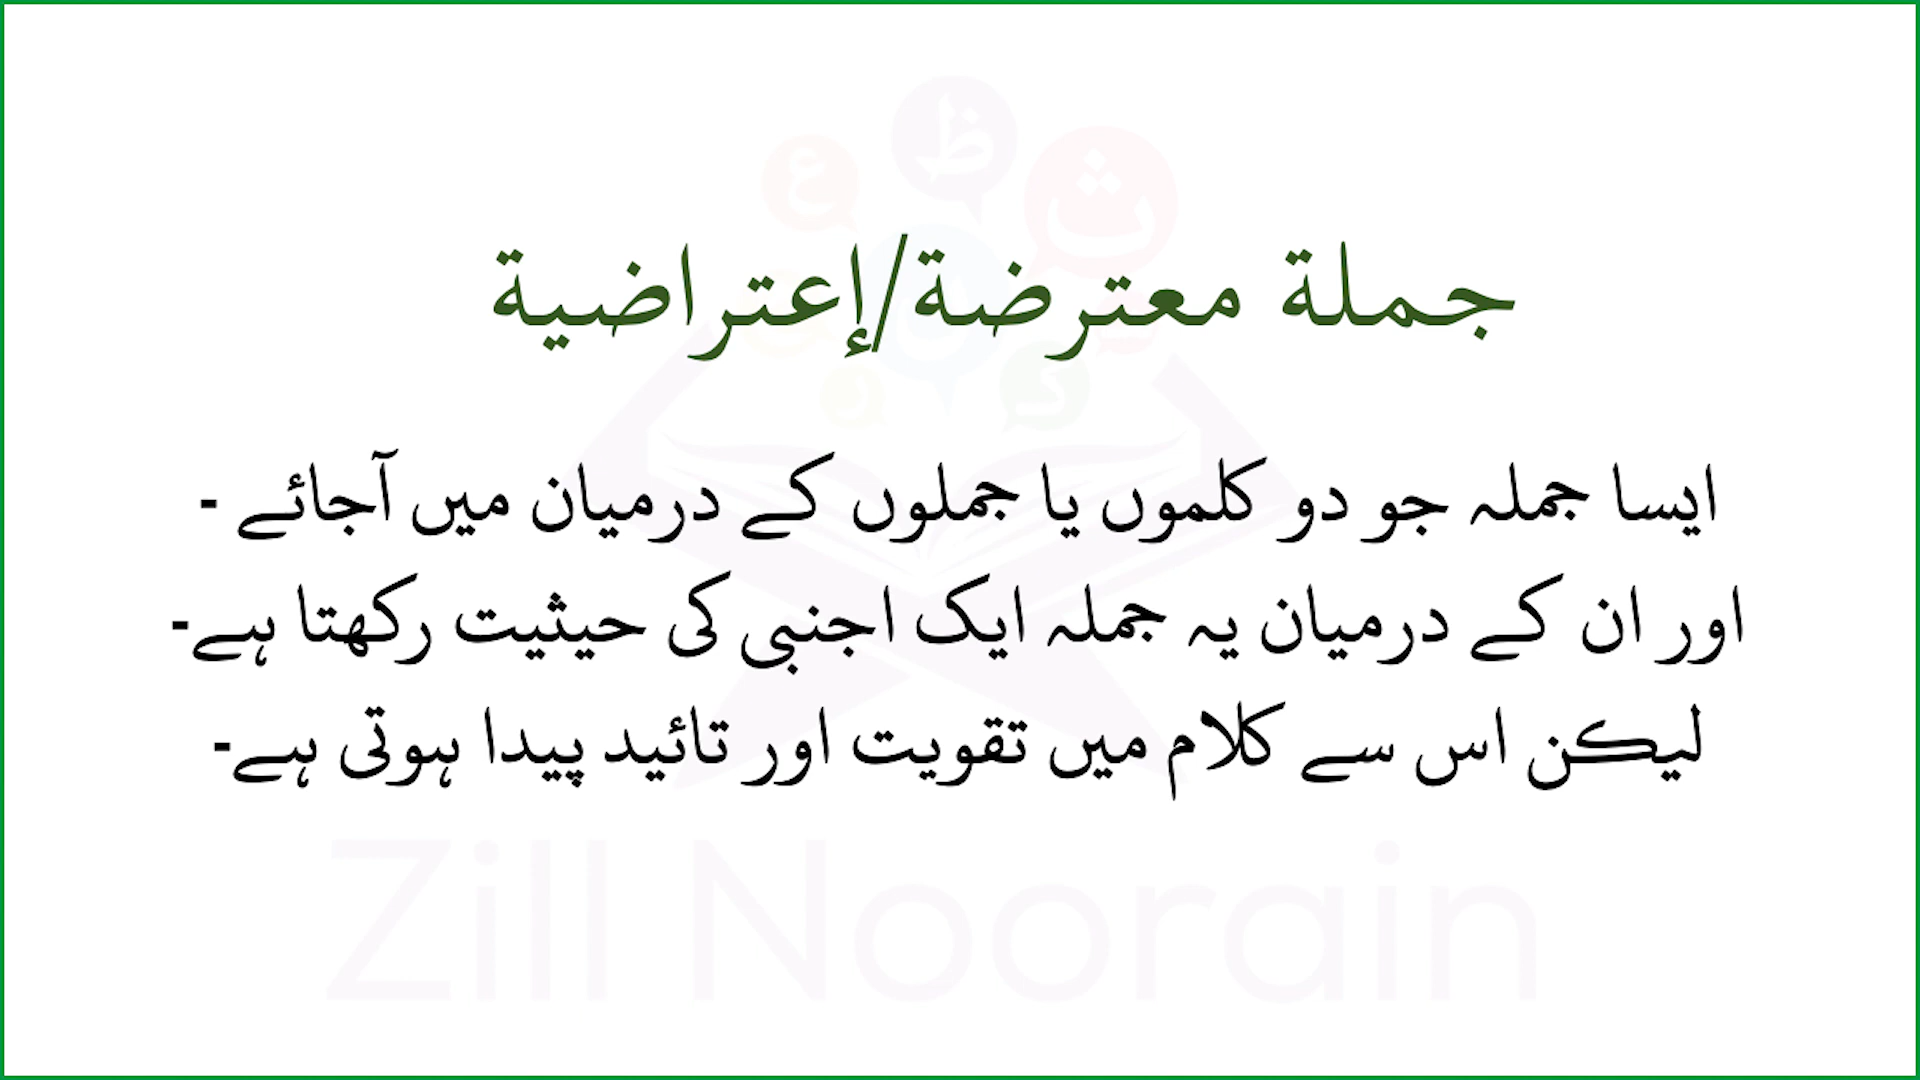 جملة معترضة/إعتراضية
ایسا جملہ جو دو کلموں یا جملوں کے درمیان میں آجائے -
اور ان کے درمیان یہ جملہ ایک اجنبی کی حیثیت رکھتا ہے-
لیکن اس سے کلام میں تقویت اور تائید پیدا ہوتی ہے-
Zill Noorain